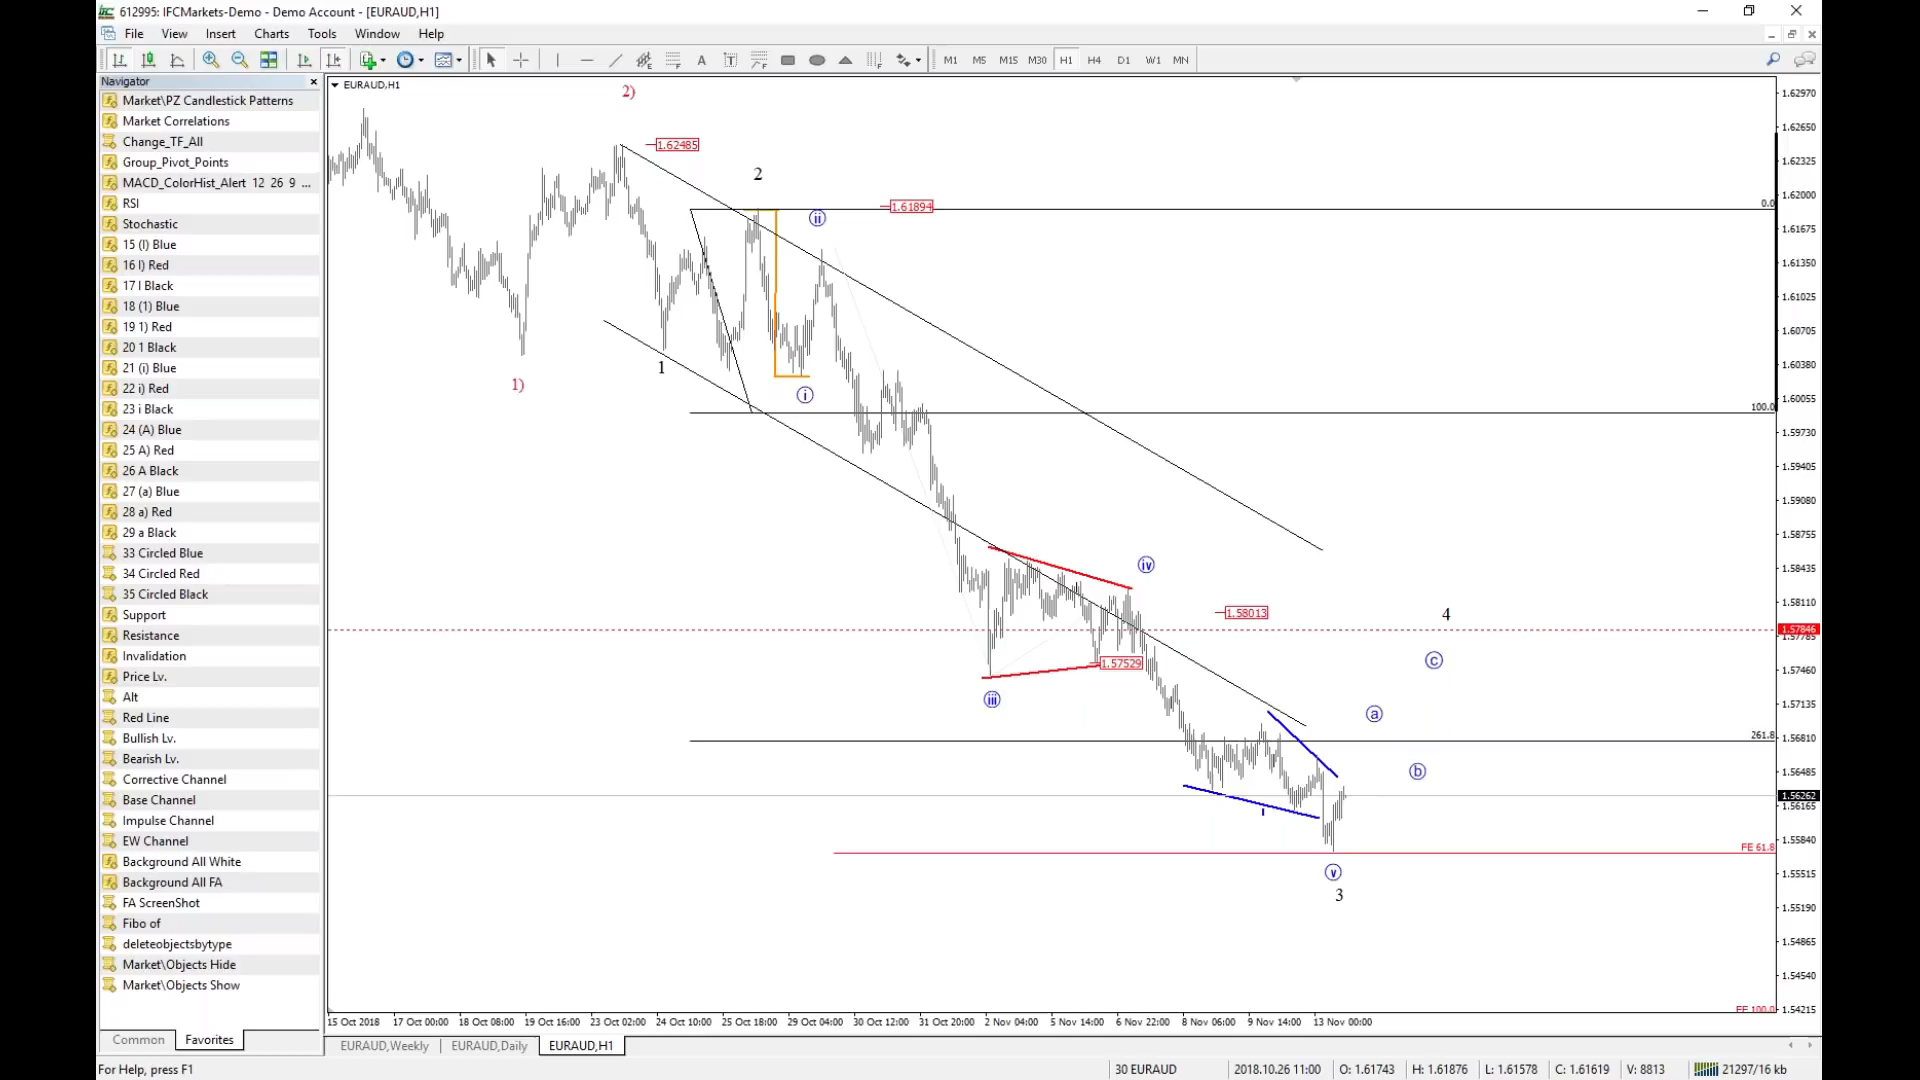 612995: IFCMarkets-Demo - Demo Account - [EURAUD,H1]
File View Insert Charts Tools Window Help
A T M1 M5 M15 M30 H1 H4 D1 W1 MN
Navigator
Market\PZ Candlestick Patterns
Market Correlations
Change_TF_All
Group_Pivot_Points
MACD_ColorHist_Alert 12 26 9 ...
RSI
Stochastic
15 (I) Blue
16 I) Red
17 I Black
18 (1) Blue
19 1) Red
20 1 Black
21 (i) Blue
22 i) Red
23 i Black
24 (A) Blue
25 A) Red
26 A Black
27 (a) Blue
28 a) Red
29 a Black
33 Circled Blue
34 Circled Red
35 Circled Black
Support
Resistance
Invalidation
Price Lv.
Alt
Red Line
Bullish Lv.
Bearish Lv.
Corrective Channel
Base Channel
Impulse Channel
EW Channel
Background All White
Background All FA
FA ScreenShot
Fibo of
deleteobjectsbytype
Market\Objects Hide
Market\Objects Show
Common Favorites
EURAUD,H1
2)
1.62485
2
1.61894
0.0
ii
1
1)
i
100.0
iv
1.58013
4
1.57529
c
iii
a
261.8
b
FE 61.8
v
3
FE 100.0
1.62970
1.62650
1.62325
1.62000
1.61675
1.61350
1.61025
1.60705
1.60380
1.60055
1.59730
1.59405
1.59080
1.58755
1.58435
1.58110
1.57846
1.57785
1.57460
1.57135
1.56810
1.56485
1.56262
1.56165
1.55840
1.55515
1.55190
1.54865
1.54540
1.54215
15 Oct 2018 17 Oct 00:00 18 Oct 08:00 19 Oct 16:00 23 Oct 02:00 24 Oct 10:00 25 Oct 18:00 29 Oct 04:00 30 Oct 12:00 31 Oct 20:00 2 Nov 04:00 5 Nov 14:00 6 Nov 22:00 8 Nov 06:00 9 Nov 14:00 13 Nov 00:00
EURAUD,Weekly EURAUD,Daily EURAUD,H1
For Help, press F1 30 EURAUD 2018.10.26 11:00 O: 1.61743 H: 1.61876 L: 1.61578 C: 1.61619 V: 8813 21297/16 kb